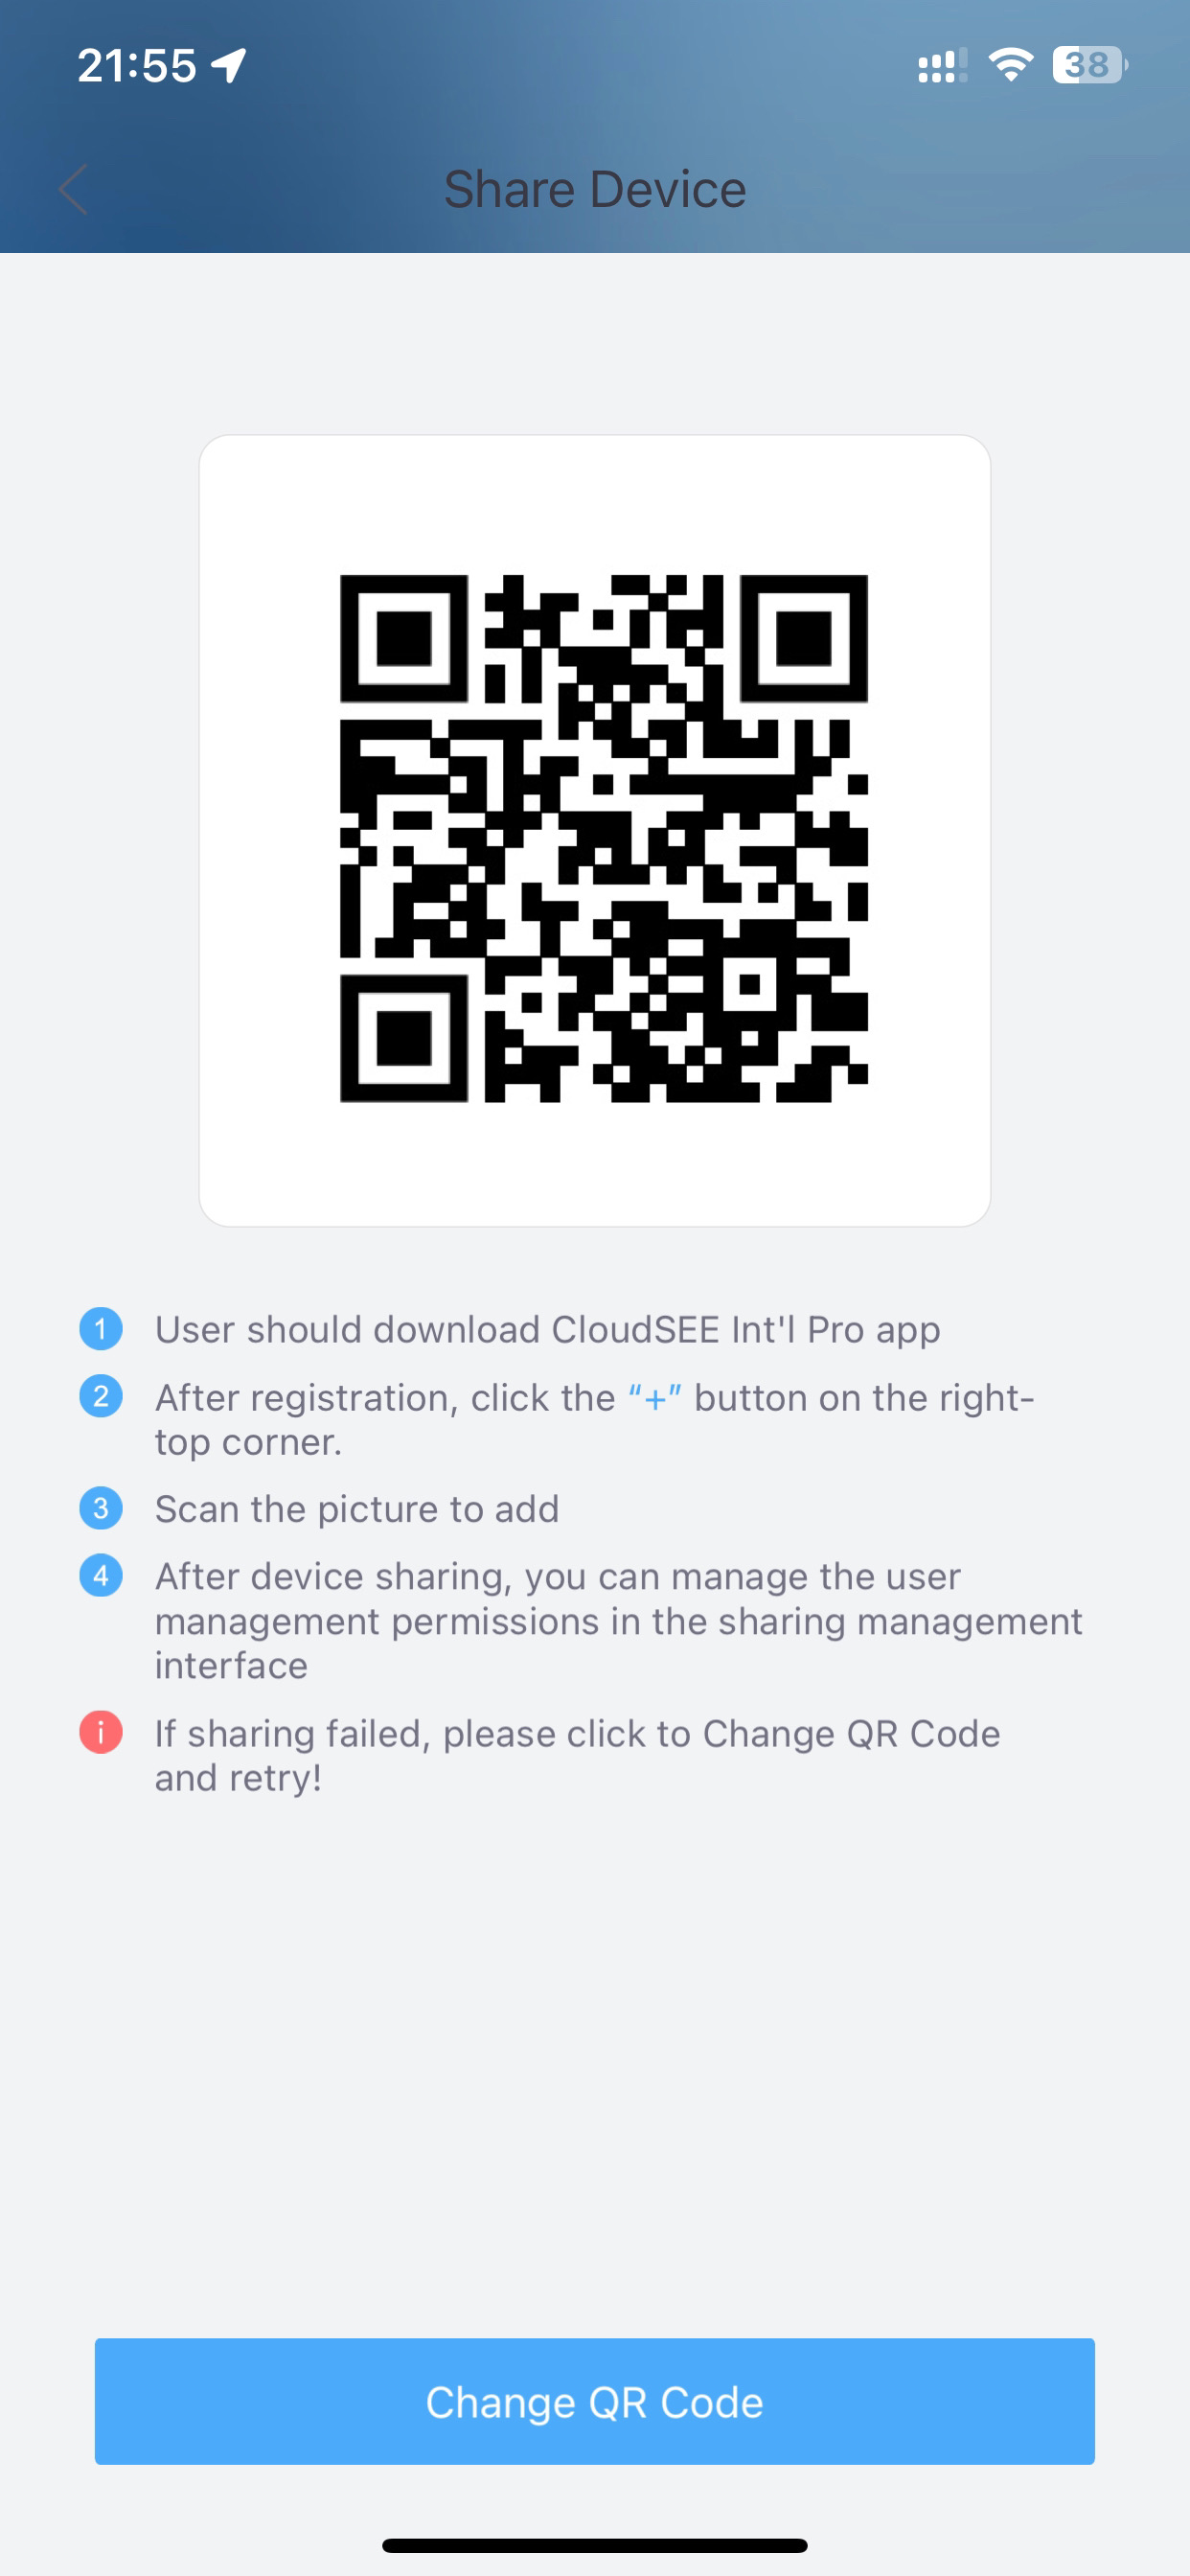 21:55
38
Share Device
1 User should download CloudSEE Int'l Pro app
2 After registration, click the “+” button on the right-
top corner.
3 Scan the picture to add
4 After device sharing, you can manage the user
management permissions in the sharing management
interface
i If sharing failed, please click to Change QR Code
and retry!
Change QR Code